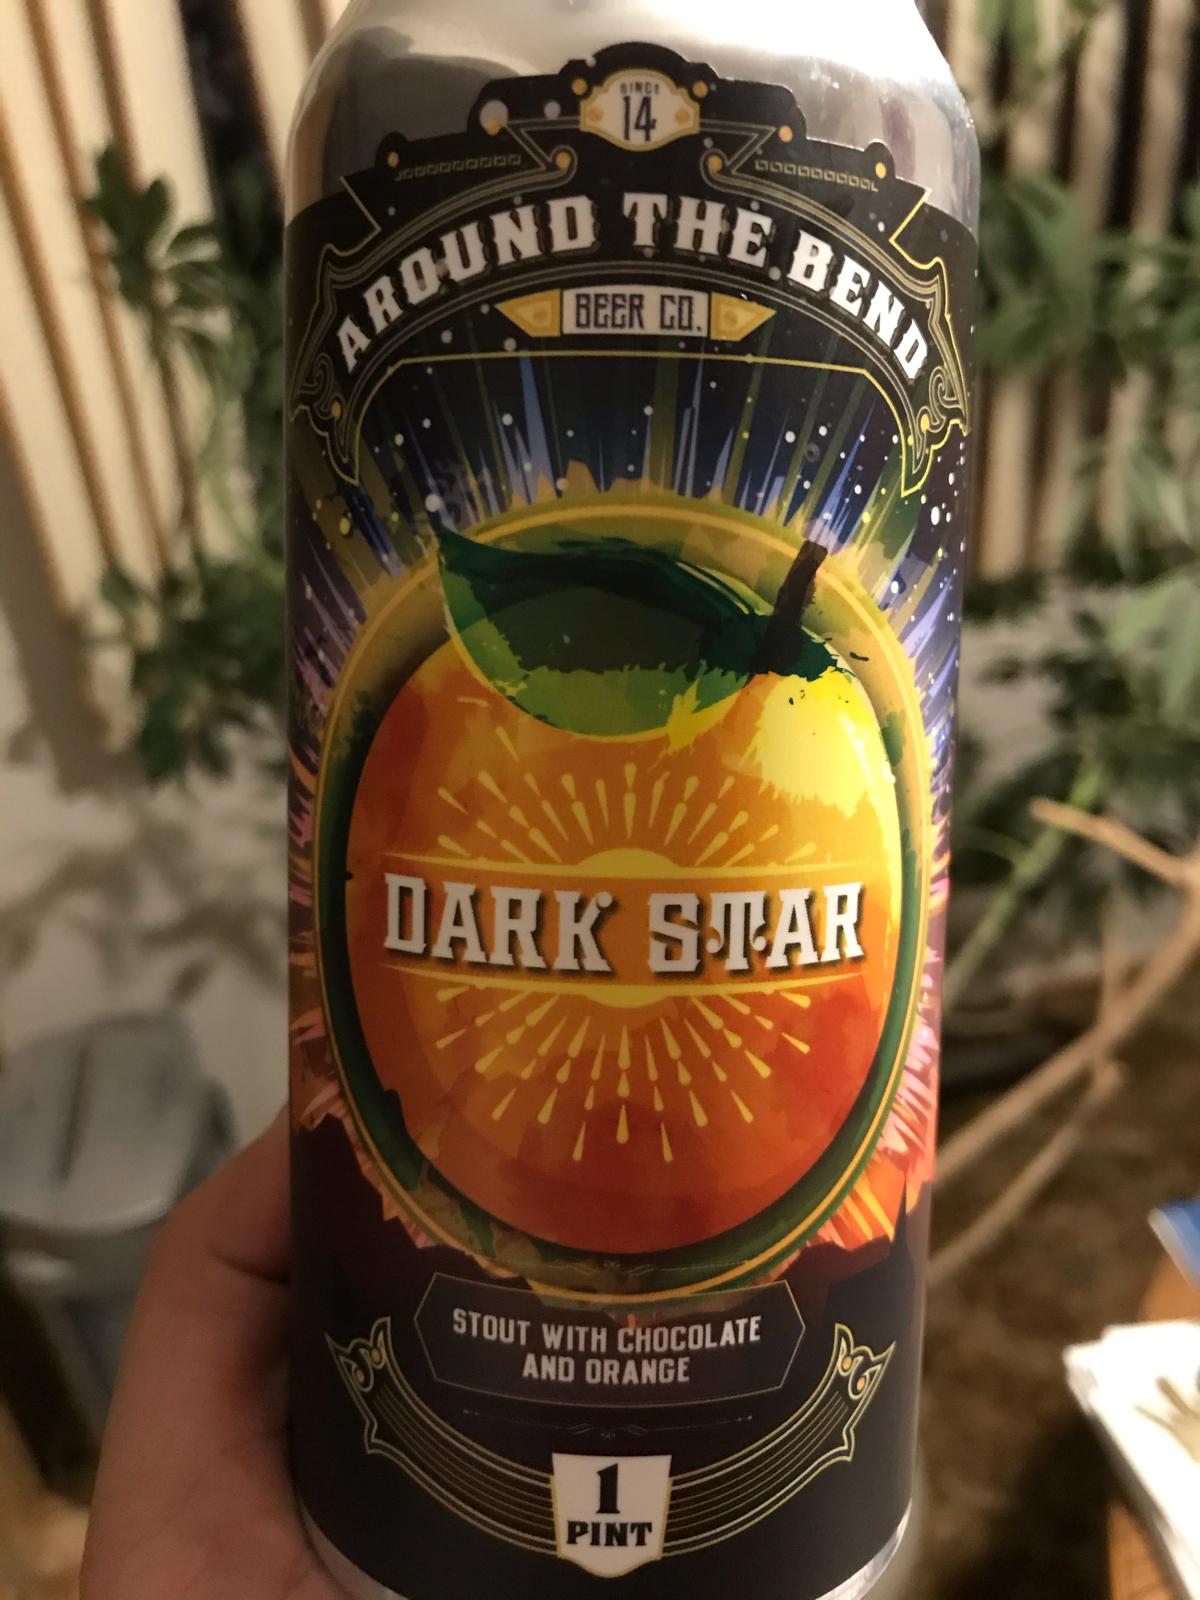 SINCE
14
AROUND THE BEND
BEER CO.
DARK STAR
STOUT WITH CHOCOLATE
AND ORANGE
1
PINT